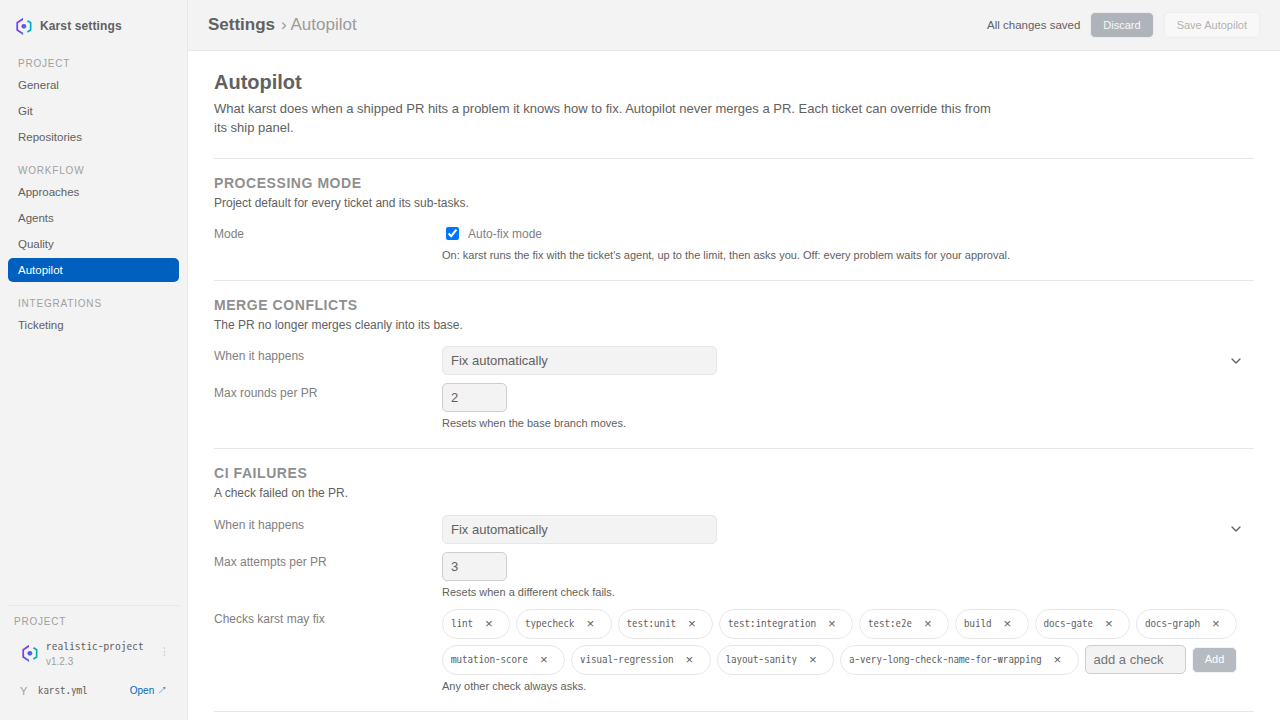 Karst settings
PROJECT
General
Git
Repositories
WORKFLOW
Approaches
Agents
Quality
Autopilot
INTEGRATIONS
Ticketing
PROJECT
realistic-project
v1.2.3
karst.yml
Open ↗
Settings › Autopilot
All changes saved
Discard
Save Autopilot
Autopilot
What karst does when a shipped PR hits a problem it knows how to fix. Autopilot never merges a PR. Each ticket can override this from
its ship panel.
PROCESSING MODE
Project default for every ticket and its sub-tasks.
Mode
Auto-fix mode
On: karst runs the fix with the ticket's agent, up to the limit, then asks you. Off: every problem waits for your approval.
MERGE CONFLICTS
The PR no longer merges cleanly into its base.
When it happens
Fix automatically
Max rounds per PR
2
Resets when the base branch moves.
CI FAILURES
A check failed on the PR.
When it happens
Fix automatically
Max attempts per PR
3
Resets when a different check fails.
Checks karst may fix
lint × typecheck × test:unit × test:integration × test:e2e × build × docs-gate × docs-graph ×
mutation-score × visual-regression × layout-sanity × a-very-long-check-name-for-wrapping × add a check Add
Any other check always asks.